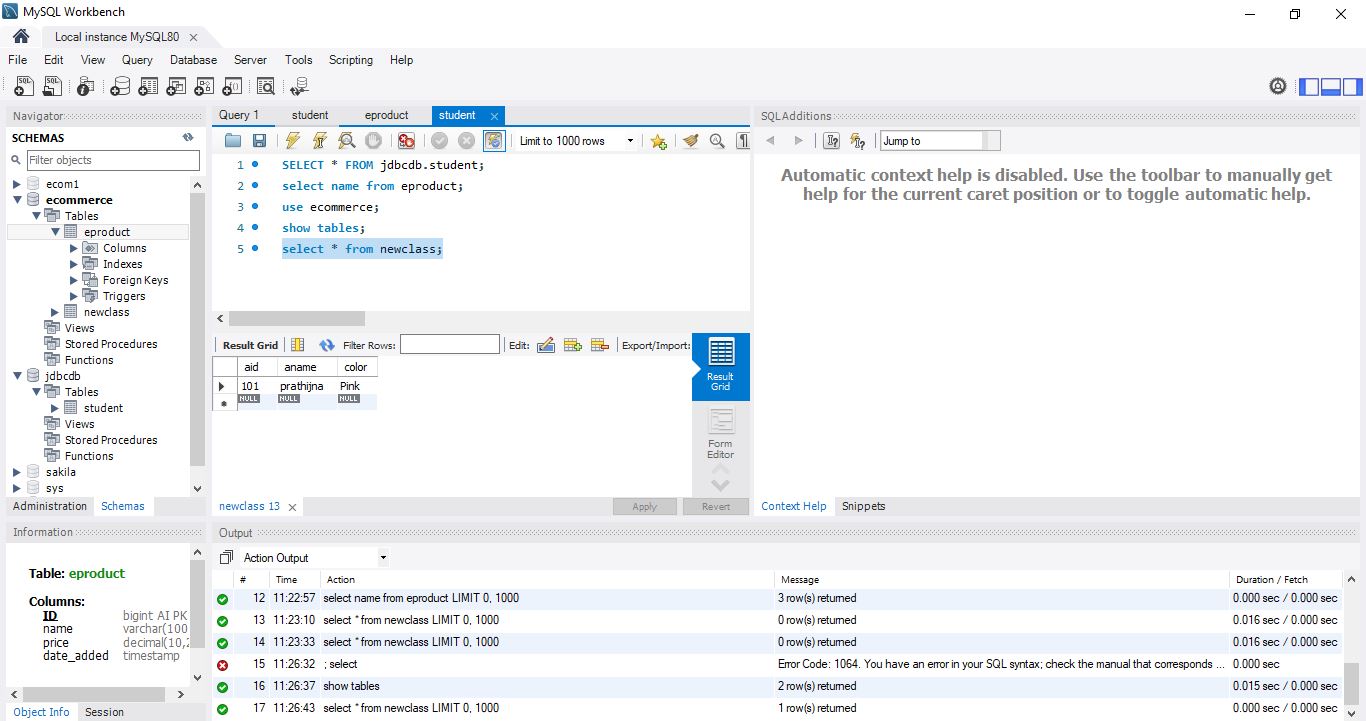 MySQL Workbench
Local instance MySQL80
File Edit View Query Database Server Tools Scripting Help
Navigator
SCHEMAS
Filter objects
ecom1
ecommerce
Tables
eproduct
Columns
Indexes
Foreign Keys
Triggers
newclass
Views
Stored Procedures
Functions
jdbcdb
Tables
student
Views
Stored Procedures
Functions
sakila
sys
Administration Schemas
Information
Table: eproduct
Columns:
ID bigint AI PK
name varchar(100
price decimal(10,2
date_added timestamp
Object Info Session
Query 1 student eproduct student
Limit to 1000 rows
1 SELECT * FROM jdbcdb.student;
2 select name from eproduct;
3 use ecommerce;
4 show tables;
5 select * from newclass;
Result Grid Filter Rows: Edit: Export/Import:
aid aname color
101 prathijna Pink
NULL NULL NULL
Result Grid
Form Editor
newclass 13 Apply Revert
SQLAdditions
Jump to
Automatic context help is disabled. Use the toolbar to manually get
help for the current caret position or to toggle automatic help.
Context Help Snippets
Output
Action Output
# Time Action Message Duration / Fetch
12 11:22:57 select name from eproduct LIMIT 0, 1000 3 row(s) returned 0.000 sec / 0.000 sec
13 11:23:10 select * from newclass LIMIT 0, 1000 0 row(s) returned 0.016 sec / 0.000 sec
14 11:23:33 select * from newclass LIMIT 0, 1000 0 row(s) returned 0.016 sec / 0.000 sec
15 11:26:32 ; select Error Code: 1064. You have an error in your SQL syntax; check the manual that corresponds ... 0.000 sec
16 11:26:37 show tables 2 row(s) returned 0.015 sec / 0.000 sec
17 11:26:43 select * from newclass LIMIT 0, 1000 1 row(s) returned 0.000 sec / 0.000 sec